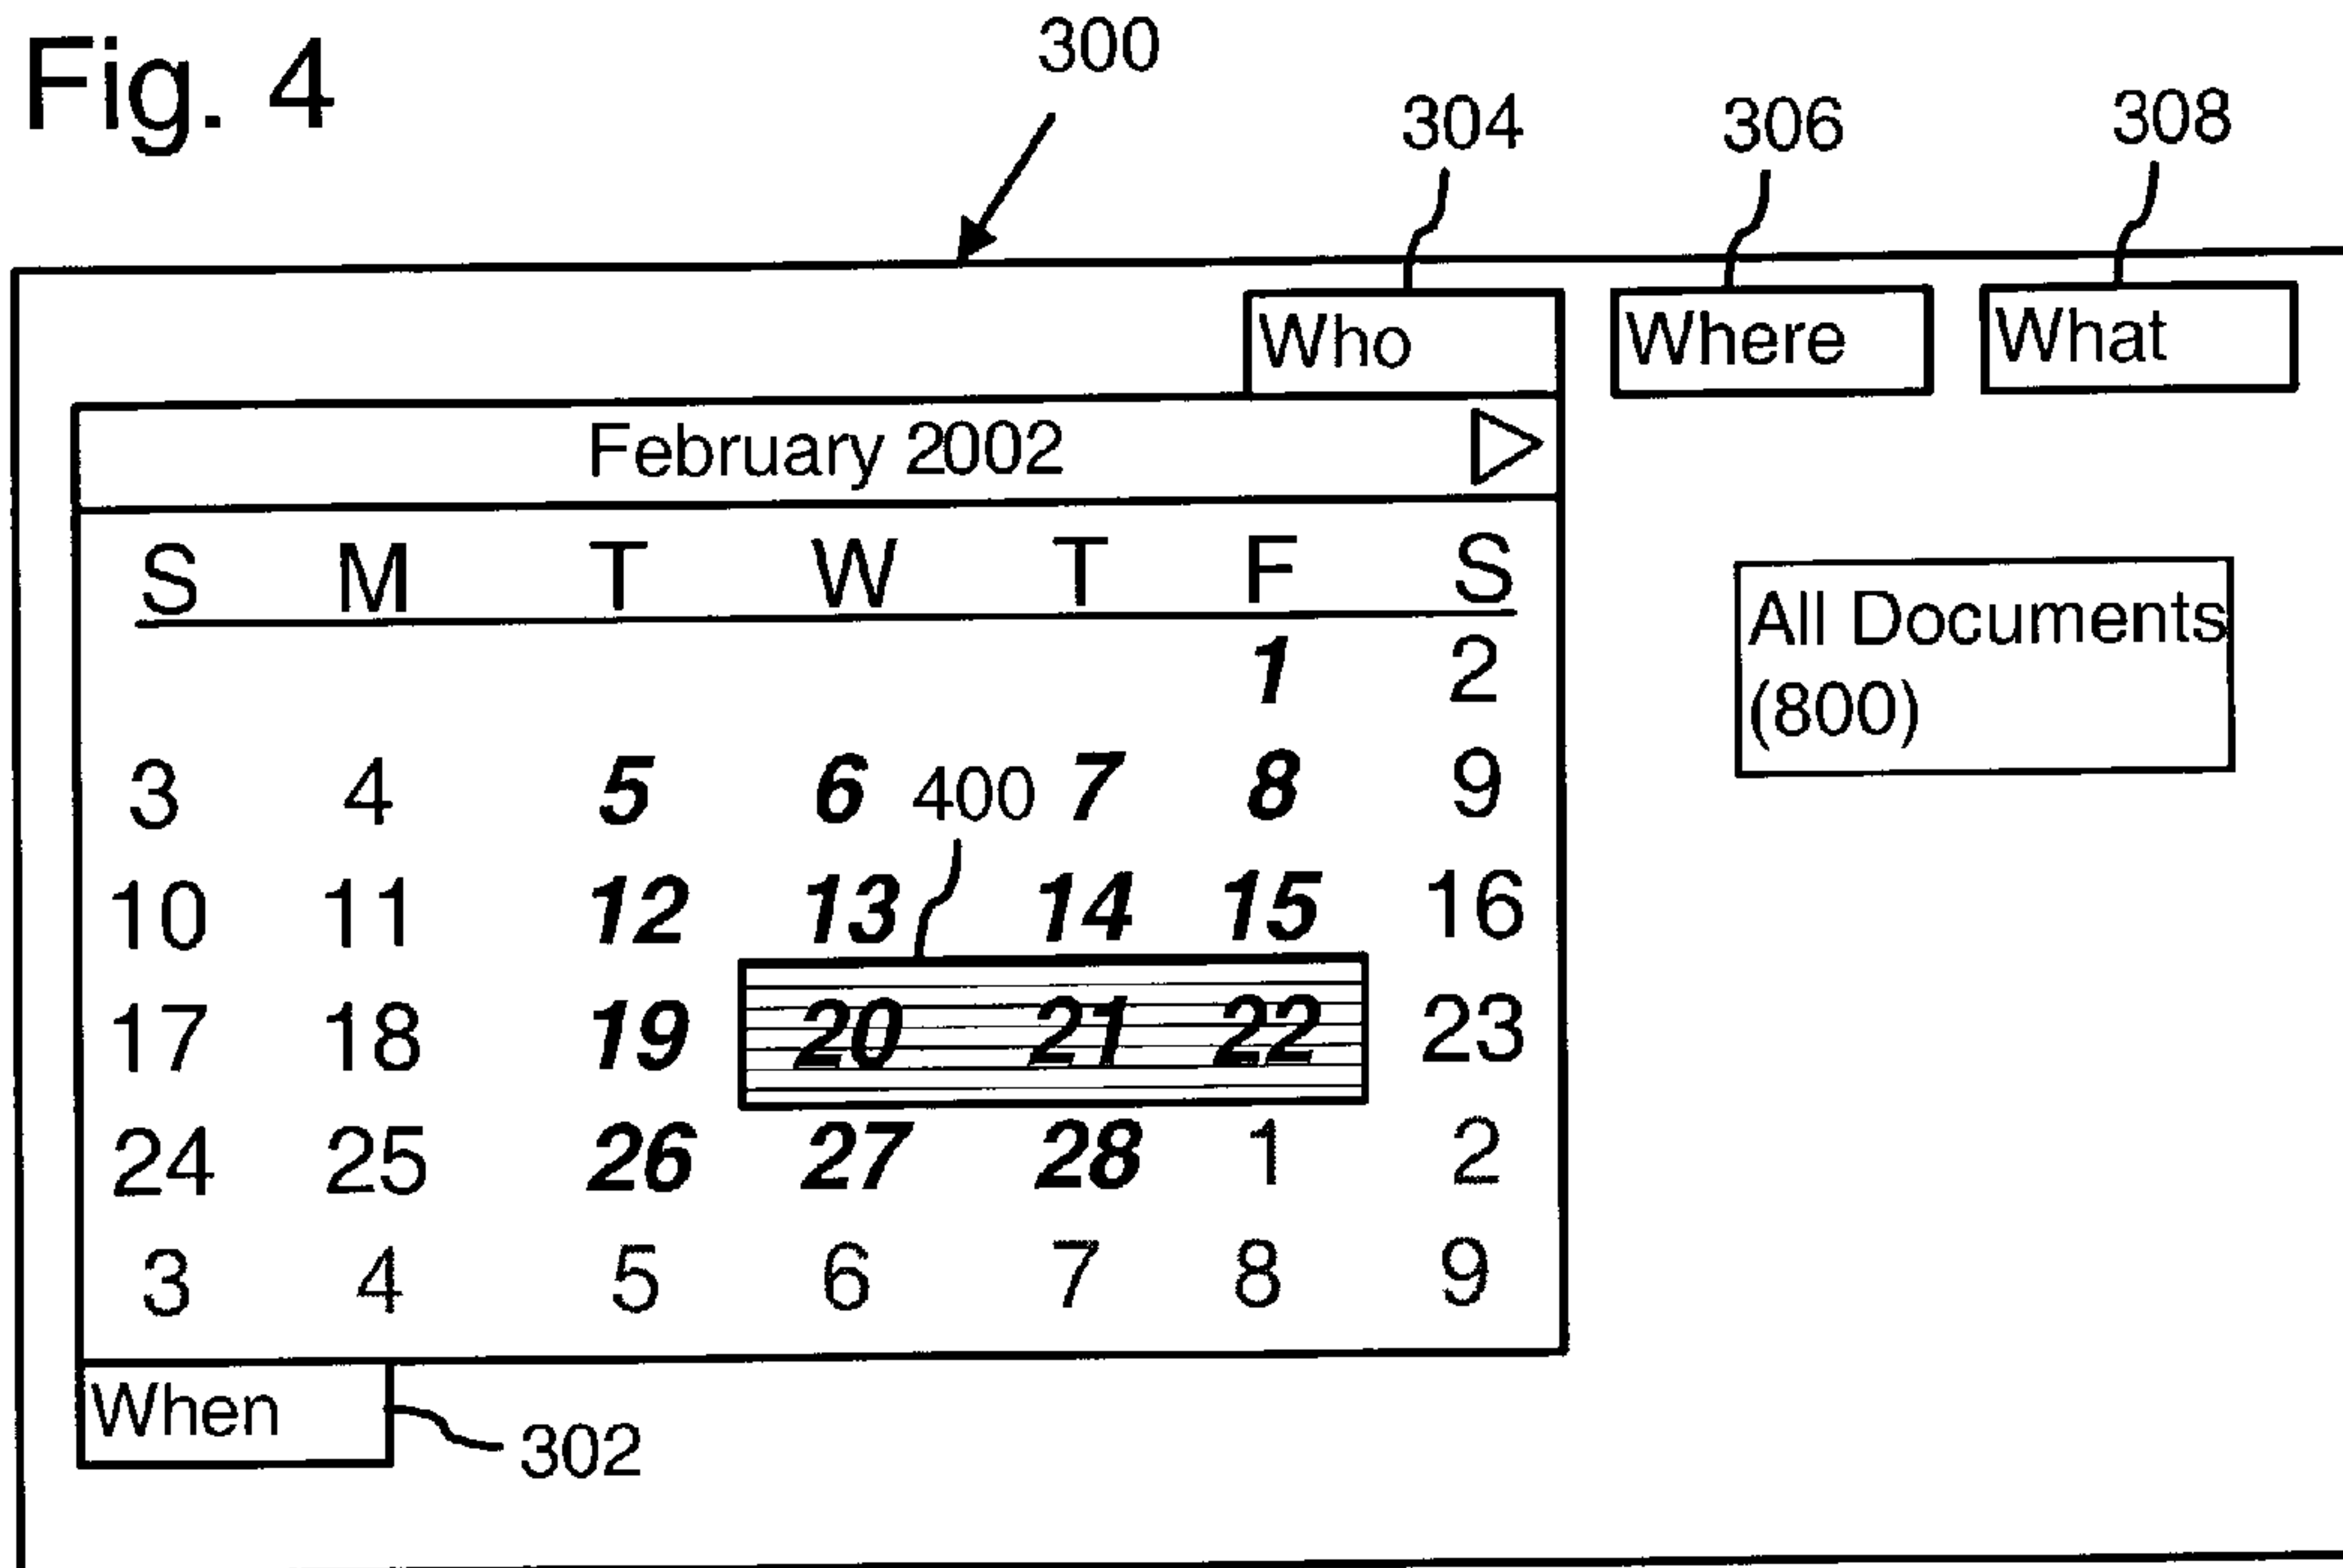 Fig. 4
300
304 306 308
Who Where What
February 2002
S M T W T F S
1 2
All Documents
(800)
3 4 5 6 400 7 8 9
10 11 12 13 14 15 16
17 18 19 20 21 22 23
24 25 26 27 28 1 2
3 4 5 6 7 8 9
When
302